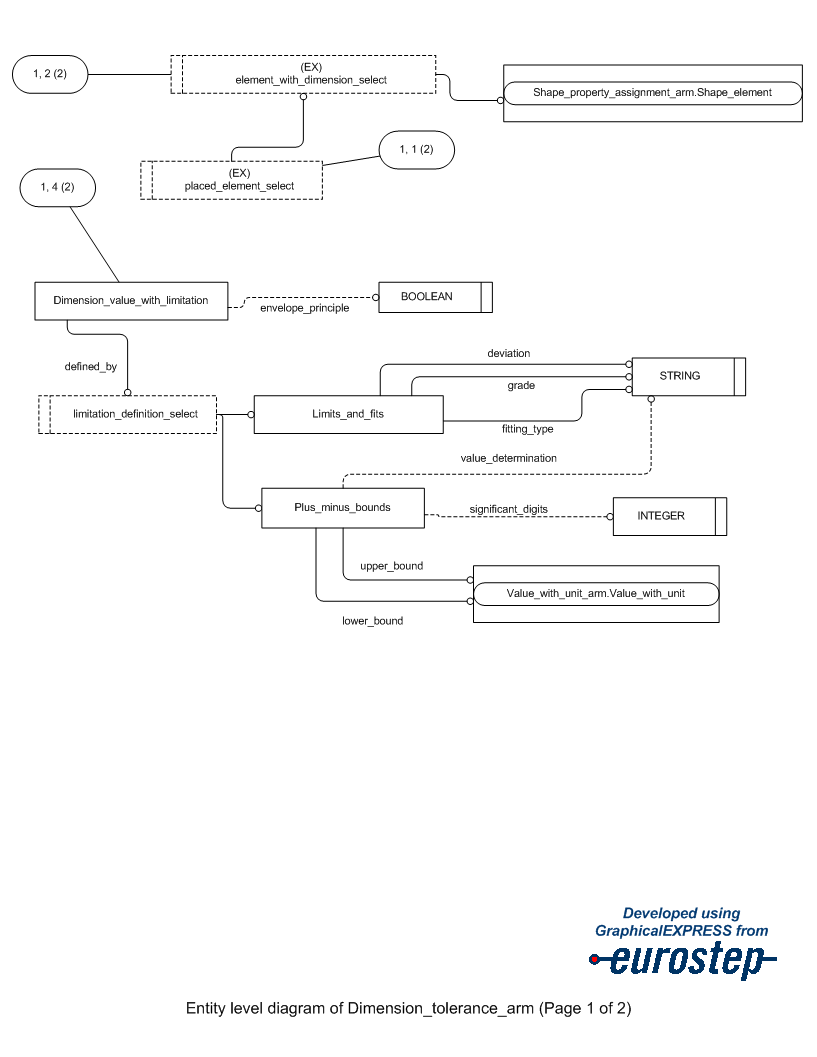 1, 2 (2)
(EX)
element_with_dimension_select
Shape_property_assignment_arm.Shape_element
1, 1 (2)
(EX)
placed_element_select
1, 4 (2)
Dimension_value_with_limitation
envelope_principle
BOOLEAN
defined_by
deviation
grade
STRING
limitation_definition_select
Limits_and_fits
fitting_type
value_determination
Plus_minus_bounds
significant_digits
INTEGER
upper_bound
Value_with_unit_arm.Value_with_unit
lower_bound
Developed using
GraphicalEXPRESS from
eurostep
Entity level diagram of Dimension_tolerance_arm (Page 1 of 2)